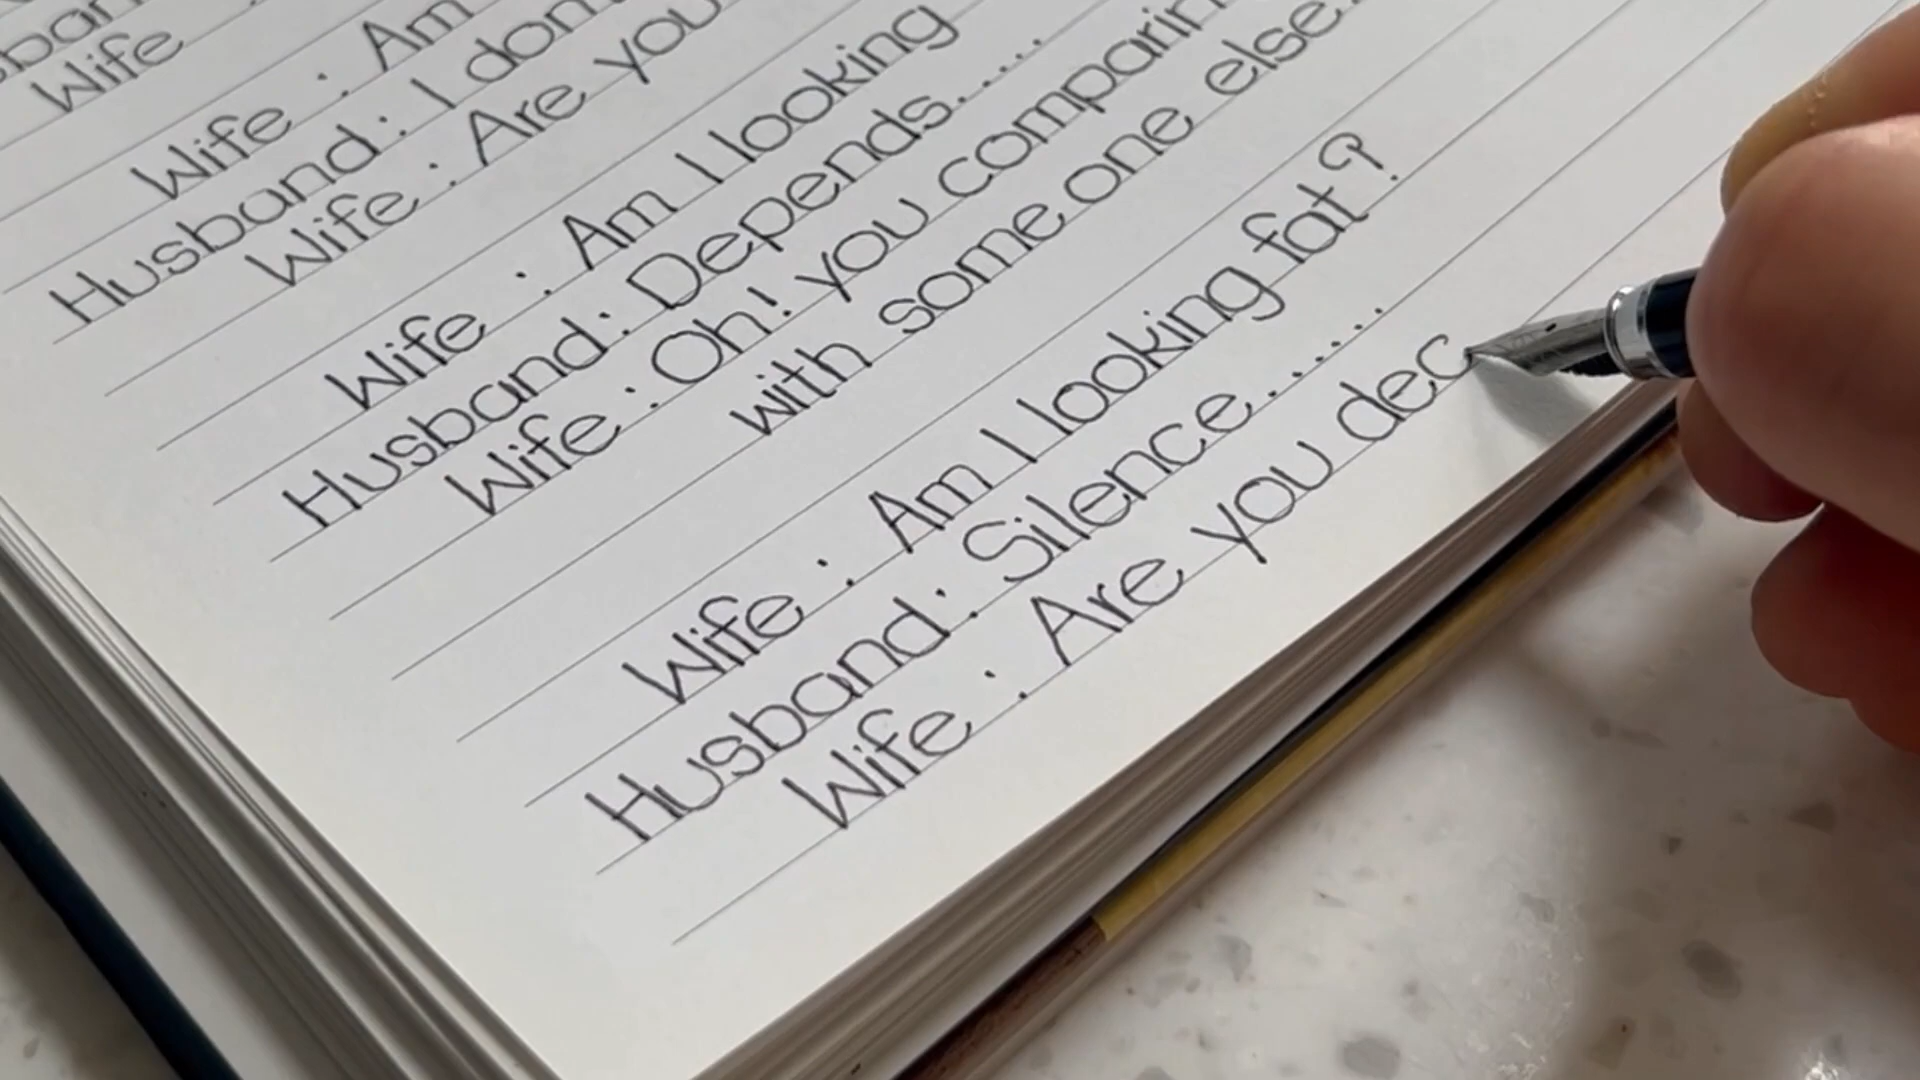 Wife
Wife : Am
Husband : I don
Wife : Are you
Wife : Am I looking
Husband : Depends.....
Wife : Oh! you comparin
with some one else.
Wife : Am I looking fat?
Husband : Silence......
Wife : Are you dec